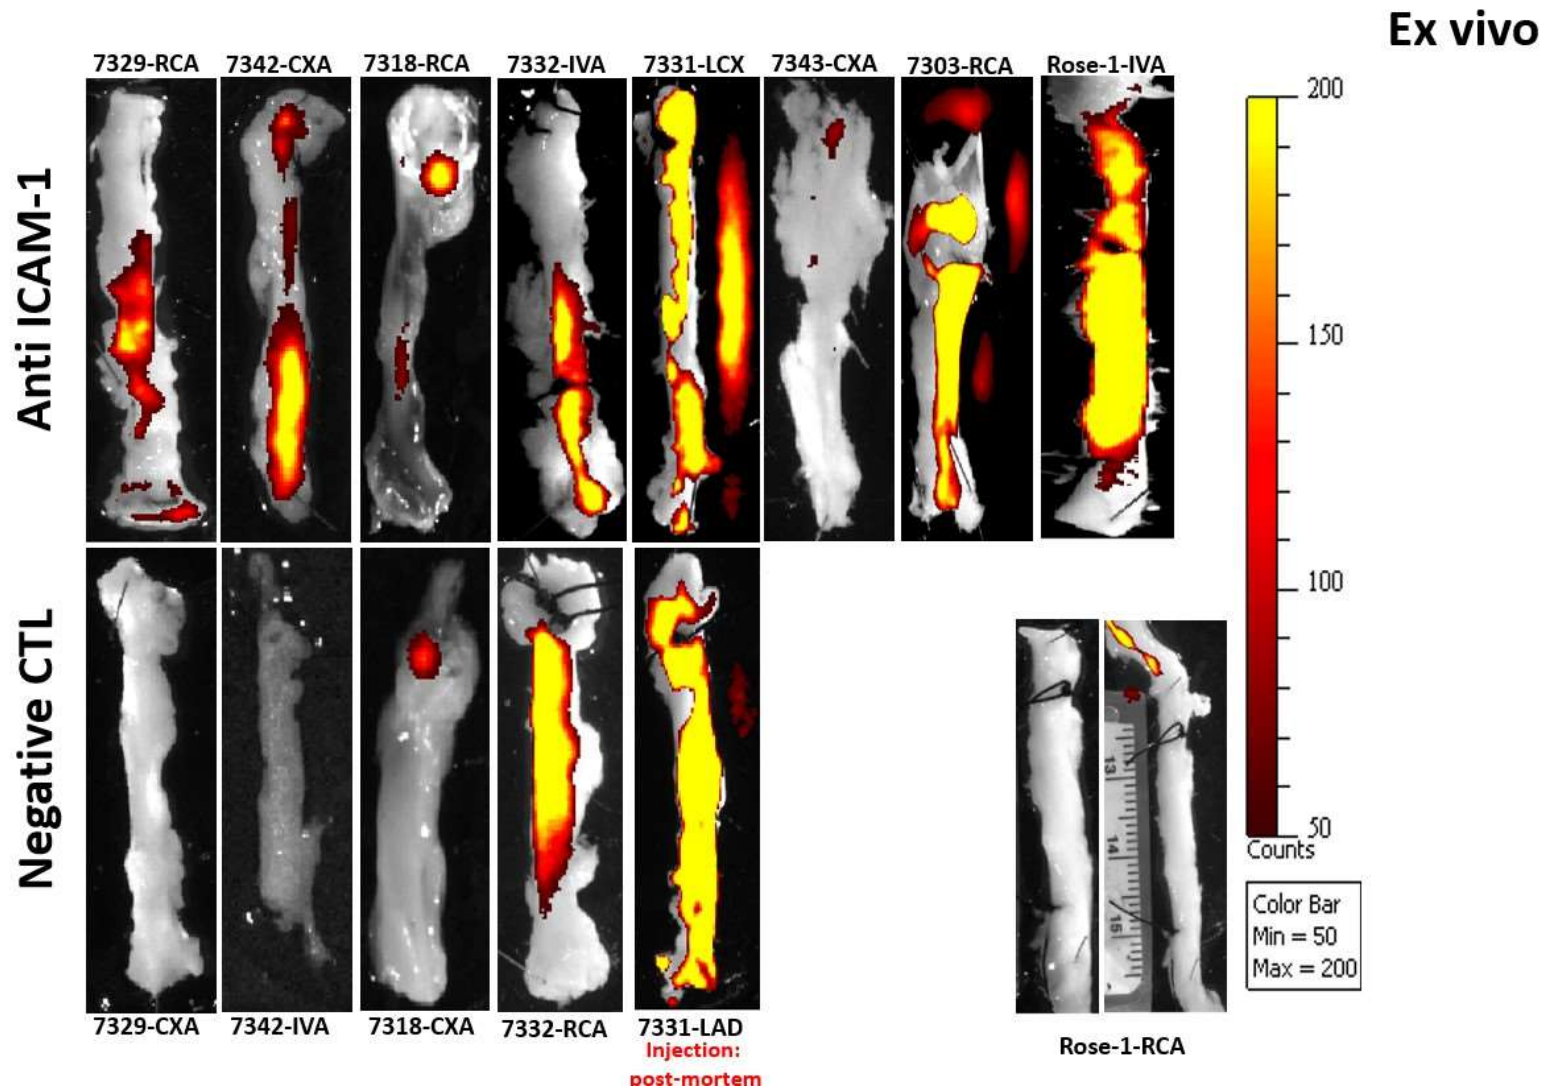 Ex vivo
7329-RCA
7342-CXA
7318-RCA
7332-IVA
7331-LCX
7343-CXA
7303-RCA
Rose-1-IVA
Anti ICAM-1
200
150
100
50
Counts
Color Bar
Min = 50
Max = 200
Negative CTL
13
14
15
7329-CXA
7342-IVA
7318-CXA
7332-RCA
7331-LAD
Injection:
post-mortem
Rose-1-RCA